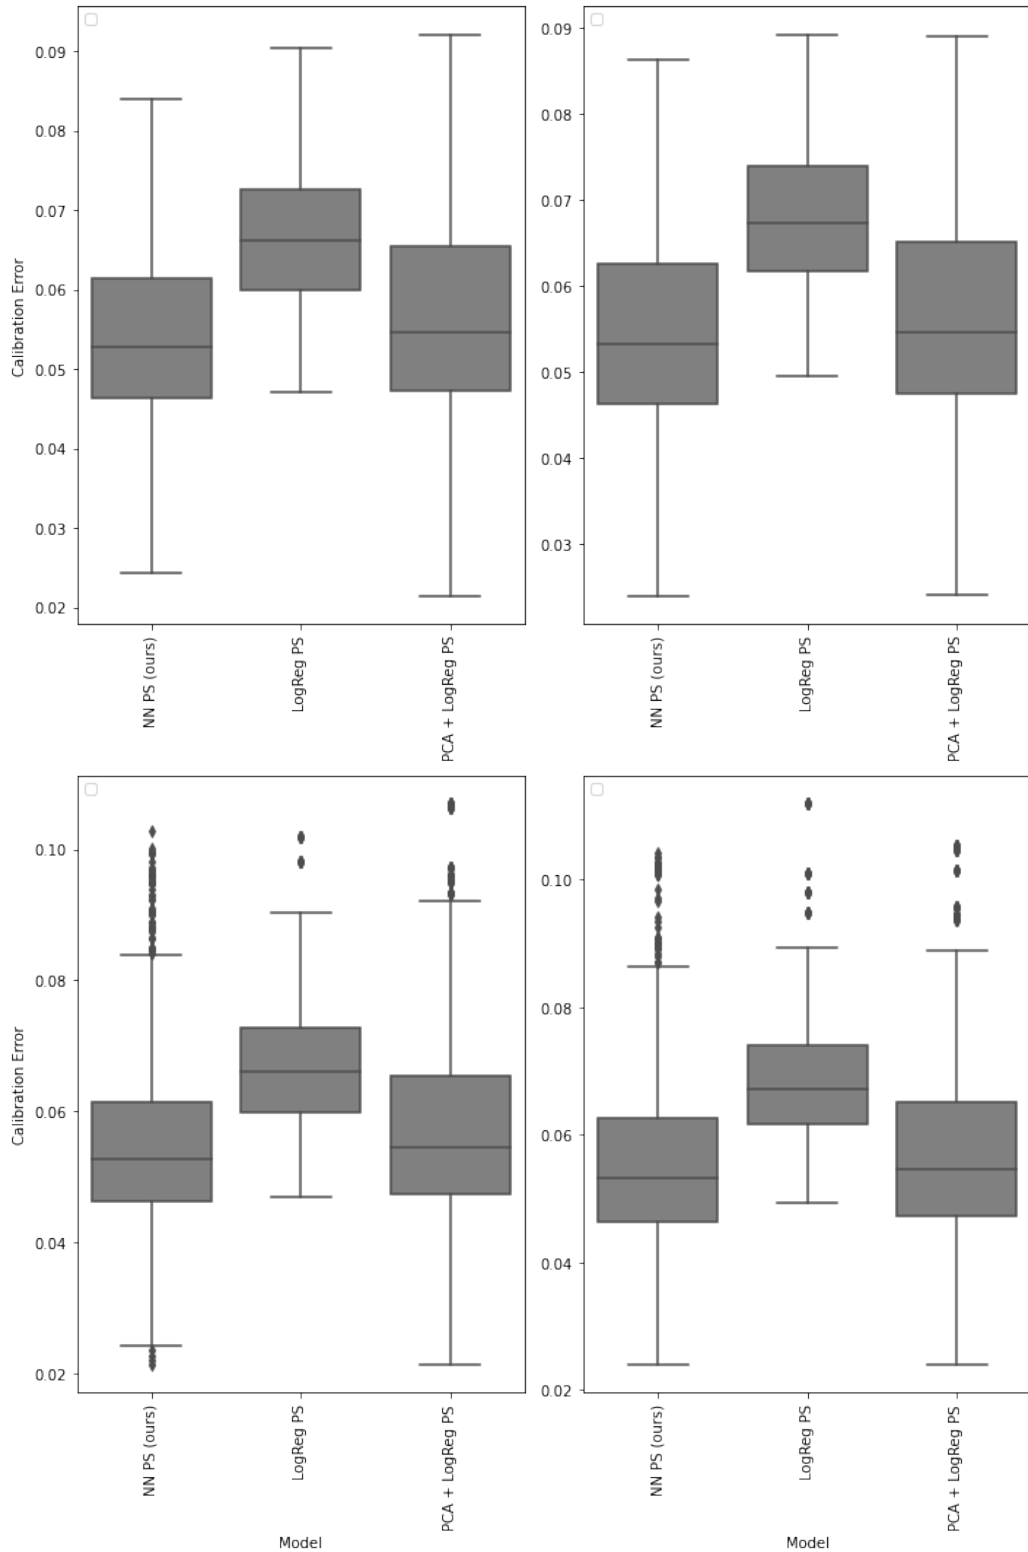 0.09
0.08
0.07
0.06
0.05
0.04
0.03
0.02
Calibration Error
NN PS (ours)
LogReg PS
PCA + LogReg PS
0.09
0.08
0.07
0.06
0.05
0.04
0.03
NN PS (ours)
LogReg PS
PCA + LogReg PS
0.10
0.08
0.06
0.04
0.02
Calibration Error
NN PS (ours)
LogReg PS
PCA + LogReg PS
Model
0.10
0.08
0.06
0.04
0.02
NN PS (ours)
LogReg PS
PCA + LogReg PS
Model